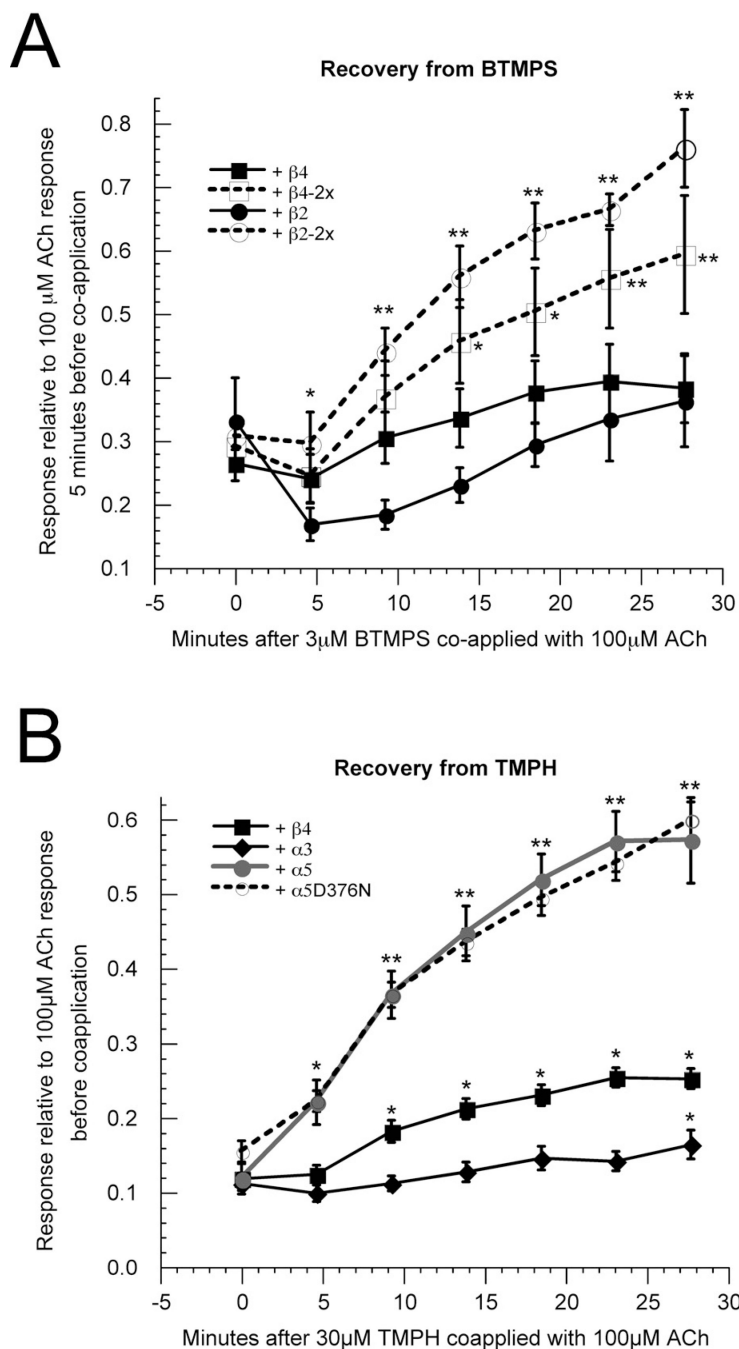 A
Recovery from BTMPS
Response relative to 100 μM ACh response
5 minutes before co-application
0.8
0.7
0.6
0.5
0.4
0.3
0.2
0.1
+ β4
+ β4-2x
+ β2
+ β2-2x
*
**
**
*
**
*
**
**
**
**
-5 0 5 10 15 20 25 30
Minutes after 3μM BTMPS co-applied with 100μM ACh
B
Recovery from TMPH
Response relative to 100μM ACh response
before coapplication
0.6
0.5
0.4
0.3
0.2
0.1
0.0
+ β4
+ α3
+ α5
+ α5D376N
*
**
**
**
**
**
*
*
*
*
*
*
-5 0 5 10 15 20 25 30
Minutes after 30μM TMPH coapplied with 100μM ACh